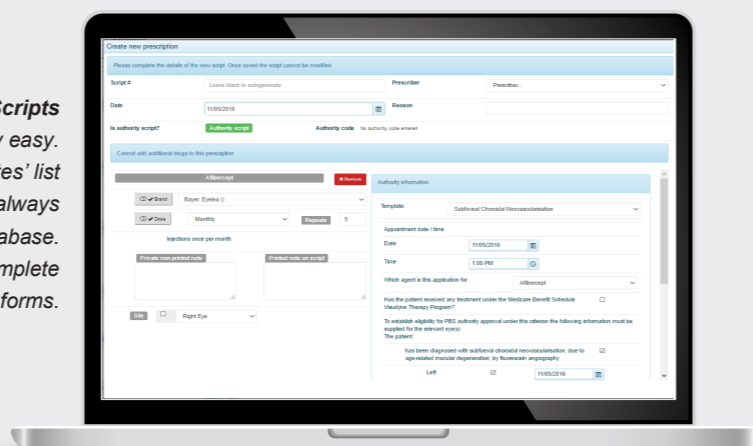 Scripts
easy.
tes' list
always
abase.
mplete
forms.
Create new prescription
Please complete the details of the new script. Once saved the script cannot be modified.
Script # Leave blank to autogenerate Prescriber Prescriber..
Date 11/05/2016 Reason
Is authority script? Authority script Authority code No authority code entered
Cannot add additional drugs to this prescription
Aflibercept Remove
Brand Bayer: Eyelea ()
Dose Monthly Repeats 5
Injections once per month
Private non-printed note Printed note on script
Site Right Eye
Authority information
Template: Subfoveal Choroidal Neovascularisation
Appointment date / time
Date 11/05/2016
Time 1:00 PM
Which agent is this application for Aflibercept
Has the patient received any treatment under the Medicare Benefit Schedule
Visudyne Therapy Program?
To establish eligibility for PBS authority approval under this criterion the following information must be
supplied for the relevant eye(s)
The patient:
has been diagnosed with subfoveal choroidal neovascularisation, due to
age-related macular degeneration, by fluorescein angiography
Left 11/05/2016